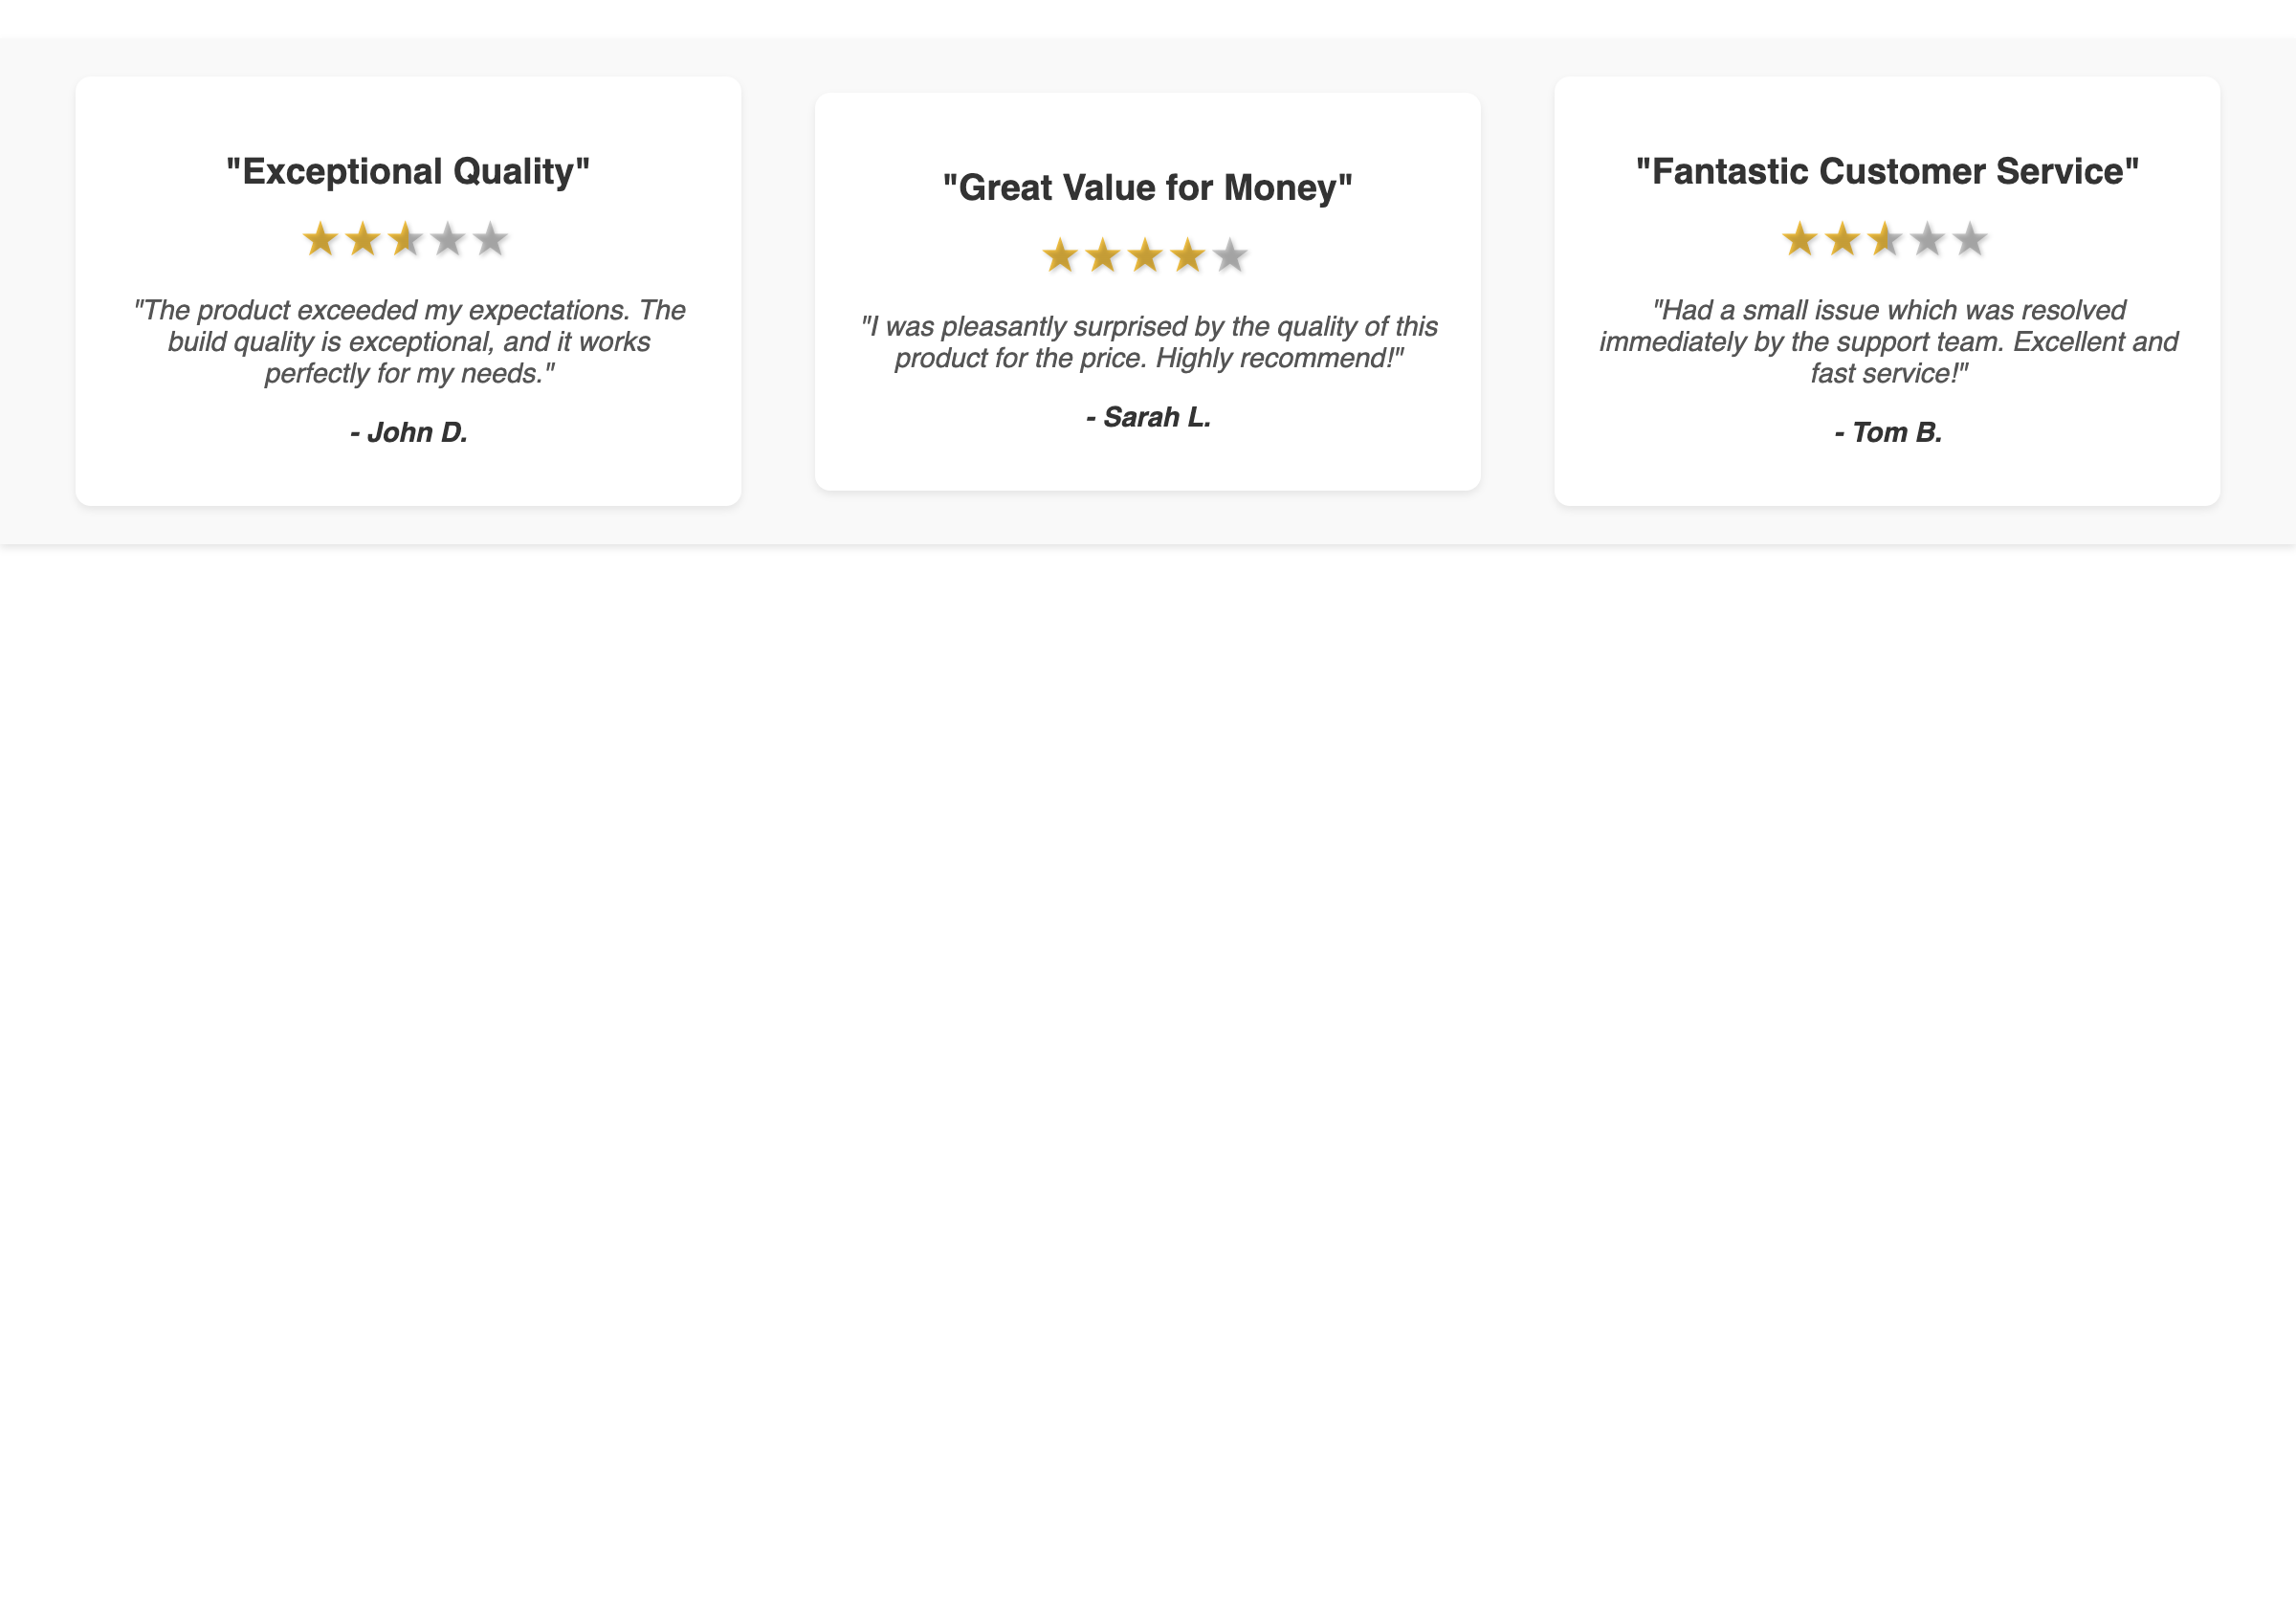 "Exceptional Quality"
★★★★★
"The product exceeded my expectations. The
build quality is exceptional, and it works
perfectly for my needs."
- John D.
"Great Value for Money"
★★★★★
"I was pleasantly surprised by the quality of this
product for the price. Highly recommend!"
- Sarah L.
"Fantastic Customer Service"
★★★★★
"Had a small issue which was resolved
immediately by the support team. Excellent and
fast service!"
- Tom B.